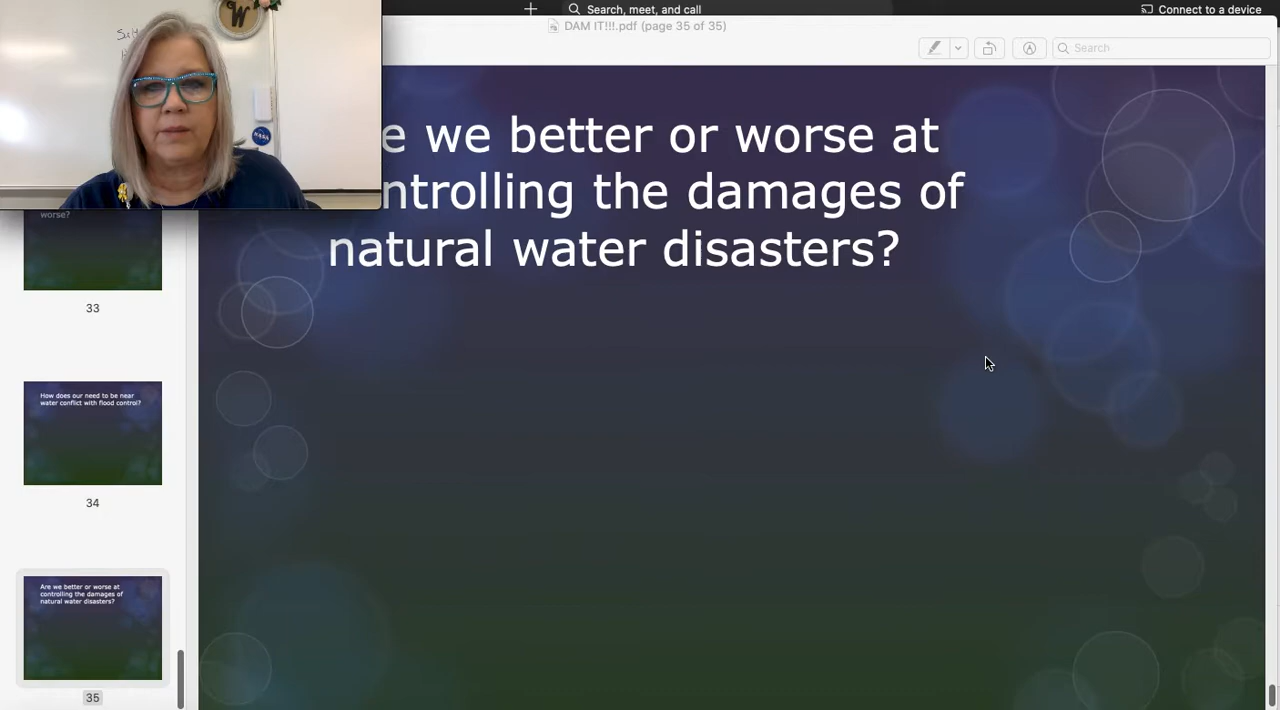 Search, meet, and call
Connect to a device
DAM IT!!!.pdf (page 35 of 35)
Search
W
NASA
e we better or worse at
ntrolling the damages of
natural water disasters?
worse?
33
How does our need to be near
water conflict with flood control?
34
Are we better or worse at
controlling the damages of
natural water disasters?
35